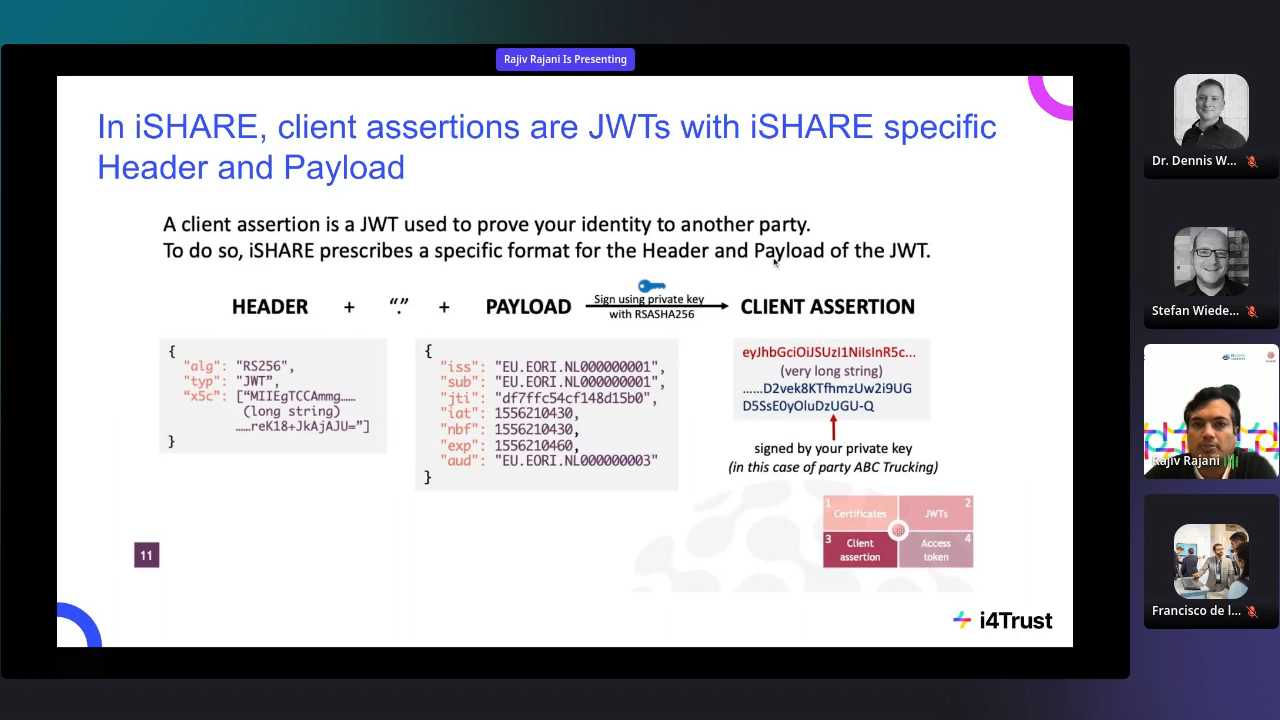 Rajiv Rajani Is Presenting
In iSHARE, client assertions are JWTs with iSHARE specific
Header and Payload
A client assertion is a JWT used to prove your identity to another party.
To do so, iSHARE prescribes a specific format for the Header and Payload of the JWT.
HEADER + “.” + PAYLOAD
Sign using private key
with RSASHA256
CLIENT ASSERTION
{
"alg": "RS256",
"typ": "JWT",
"x5c": ["MIIEgTCCAmmg.....
(long string)
......reK18+JkAjAJU="]
}
{
"iss": "EU.EORI.NL000000001",
"sub": "EU.EORI.NL000000001",
"jti": "df7ffc54cf148d15b0",
"iat": 1556210430,
"nbf": 1556210430,
"exp": 1556210460,
"aud": "EU.EORI.NL000000003"
}
eyJhbGciOiJSUzI1NiIsInR5c...
(very long string)
......D2vek8KTfhmzUw2i9UG
D5SsE0yOluDzUGU-Q
signed by your private key
(in this case of party ABC Trucking)
1 Certificates
JWTs 2
3 Client
assertion
Access 4
token
11
i4Trust
Dr. Dennis W...
Stefan Wiede...
Rajiv Rajani
Francisco de l...